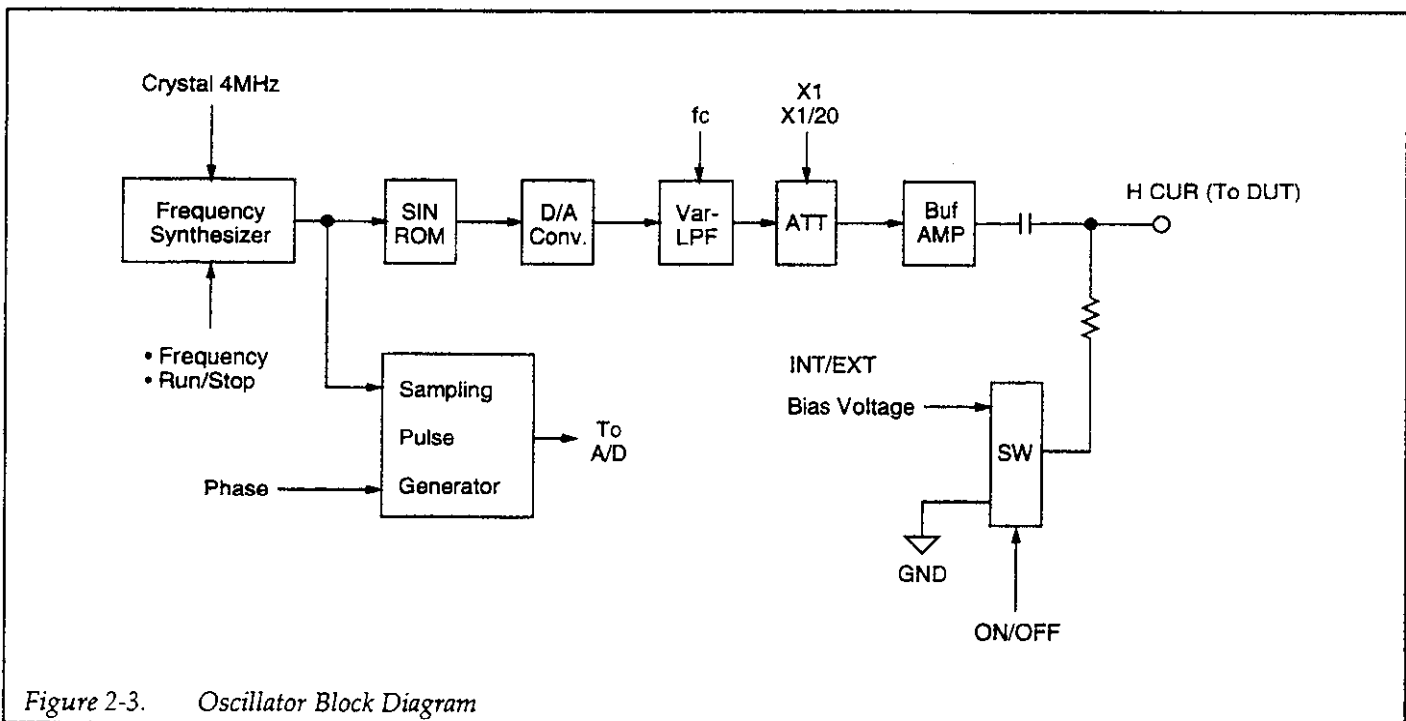 Crystal 4MHz
Frequency
Synthesizer
• Frequency
• Run/Stop
SIN
ROM
D/A
Conv.
fc
Var-
LPF
X1
X1/20
ATT
Buf
AMP
H CUR (To DUT)
Sampling
Pulse
Generator
Phase
To
A/D
INT/EXT
Bias Voltage
SW
GND
ON/OFF
Figure 2-3. Oscillator Block Diagram